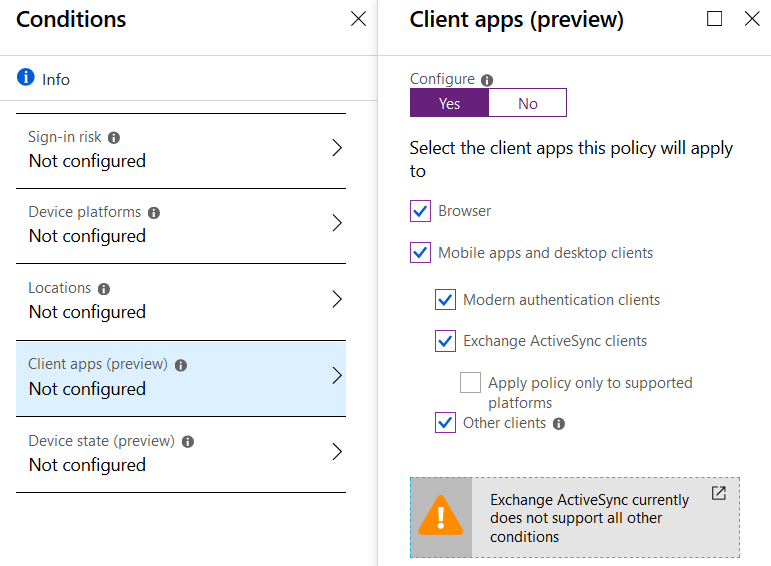 Conditions
Info
Sign-in risk
Not configured
Device platforms
Not configured
Locations
Not configured
Client apps (preview)
Not configured
Device state (preview)
Not configured
Client apps (preview)
Configure
Yes No
Select the client apps this policy will apply
to
Browser
Mobile apps and desktop clients
Modern authentication clients
Exchange ActiveSync clients
Apply policy only to supported
platforms
Other clients
Exchange ActiveSync currently
does not support all other
conditions